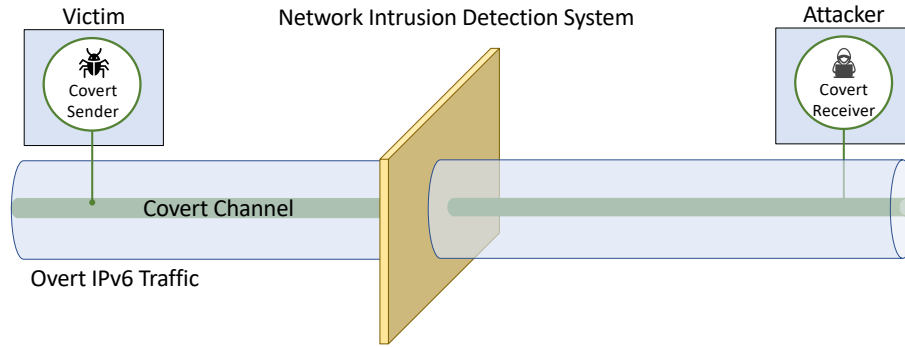 Victim
Network Intrusion Detection System
Attacker
Covert
Sender
Covert
Receiver
Covert Channel
Overt IPv6 Traffic